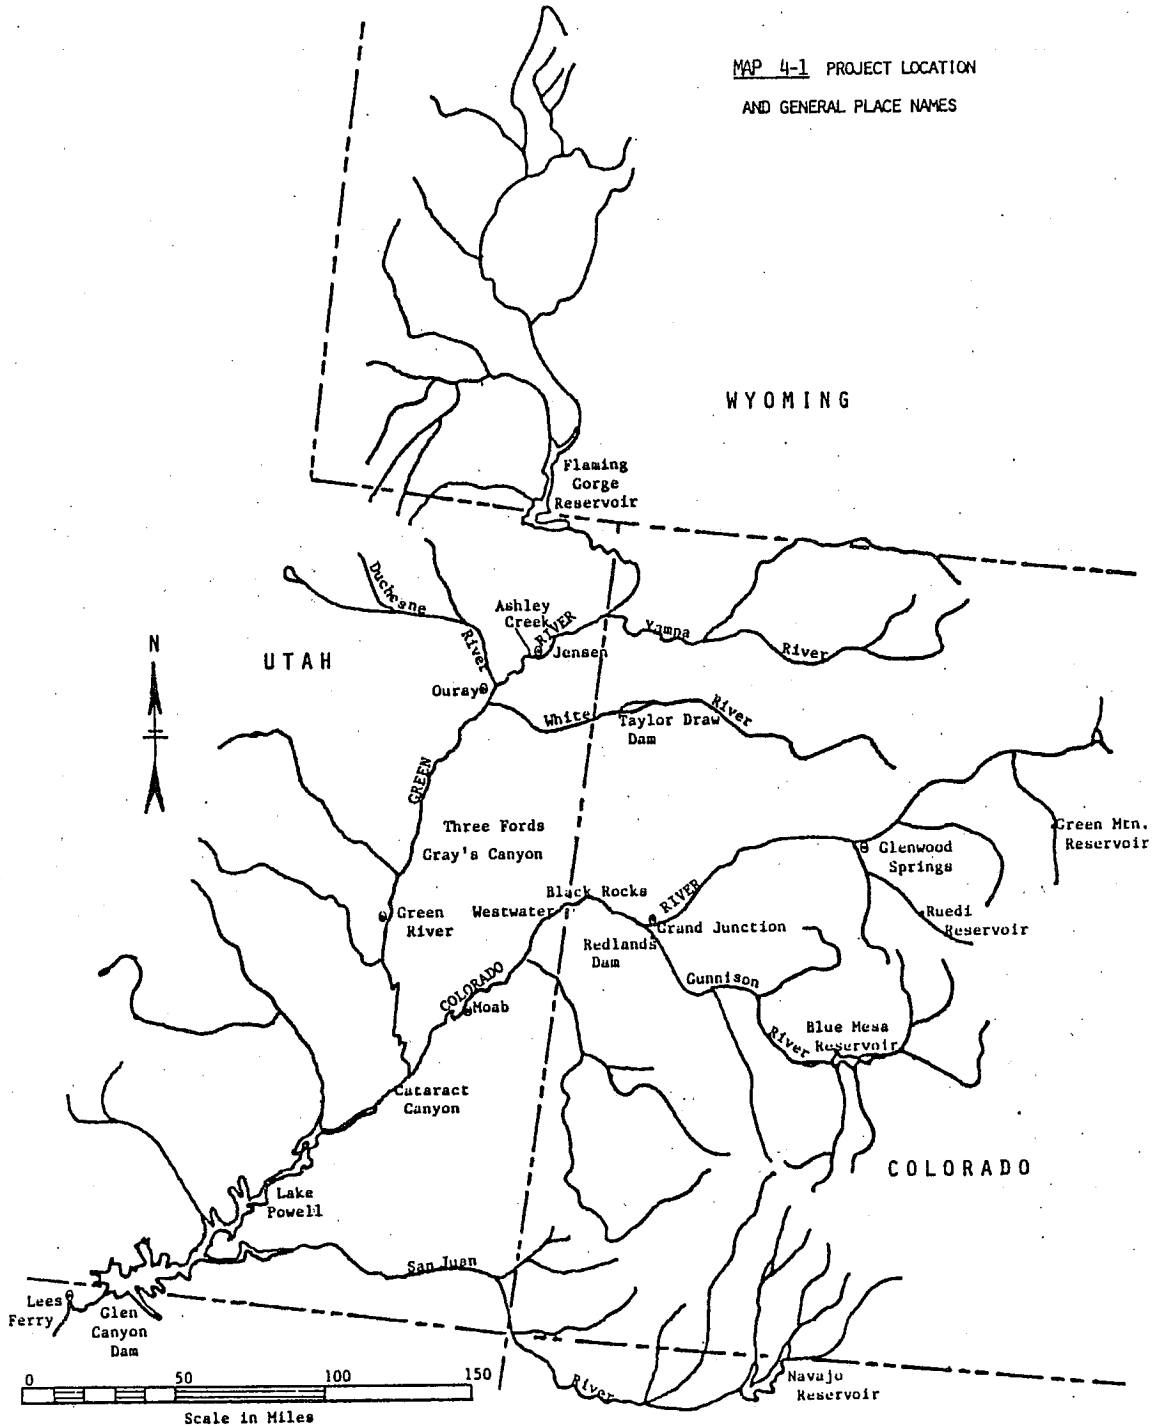 MAP 4-1 PROJECT LOCATION
AND GENERAL PLACE NAMES
WYOMING
Flaming
Gorge
Reservoir
Duchesne
River
Ashley
Creek
RIVER
Jensen
Yampa
River
N
UTAH
Ouray
White
River
Taylor Draw
Dam
GREEN
Three Fords
Gray's Canyon
Green Mtn.
Reservoir
Glenwood
Springs
Black Rocks
RIVER
Green
River
Westwater
Grand Junction
Ruedi
Reservoir
Redlands
Dam
COLORADO
Moab
Gunnison
River
Blue Mesa
Reservoir
Cataract
Canyon
COLORADO
Lake
Powell
San Juan
Lees
Ferry
Glen
Canyon
Dam
River
Navajo
Reservoir
0 50 100 150
Scale in Miles